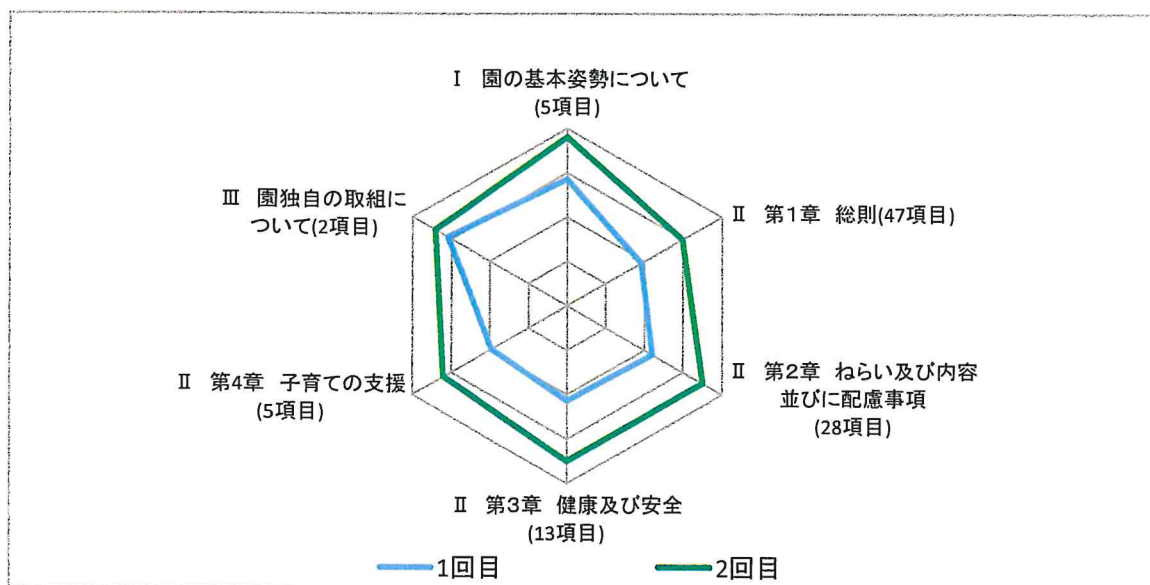 Ⅰ 園の基本姿勢について
(5項目)
Ⅲ 園独自の取組に
ついて(2項目)
Ⅱ 第1章 総則(47項目)
Ⅱ 第2章 ねらい及び内容
並びに配慮事項
(28項目)
Ⅱ 第4章 子育ての支援
(5項目)
Ⅱ 第3章 健康及び安全
(13項目)
1回目
2回目